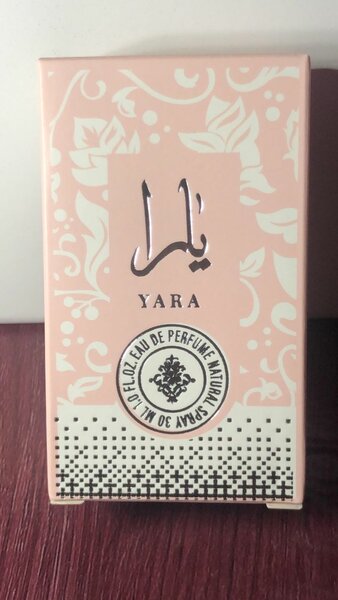 يارا
YARA
EAU DE PERFUME NATURAL SPRAY 30 ML 1.0 FL.OZ.